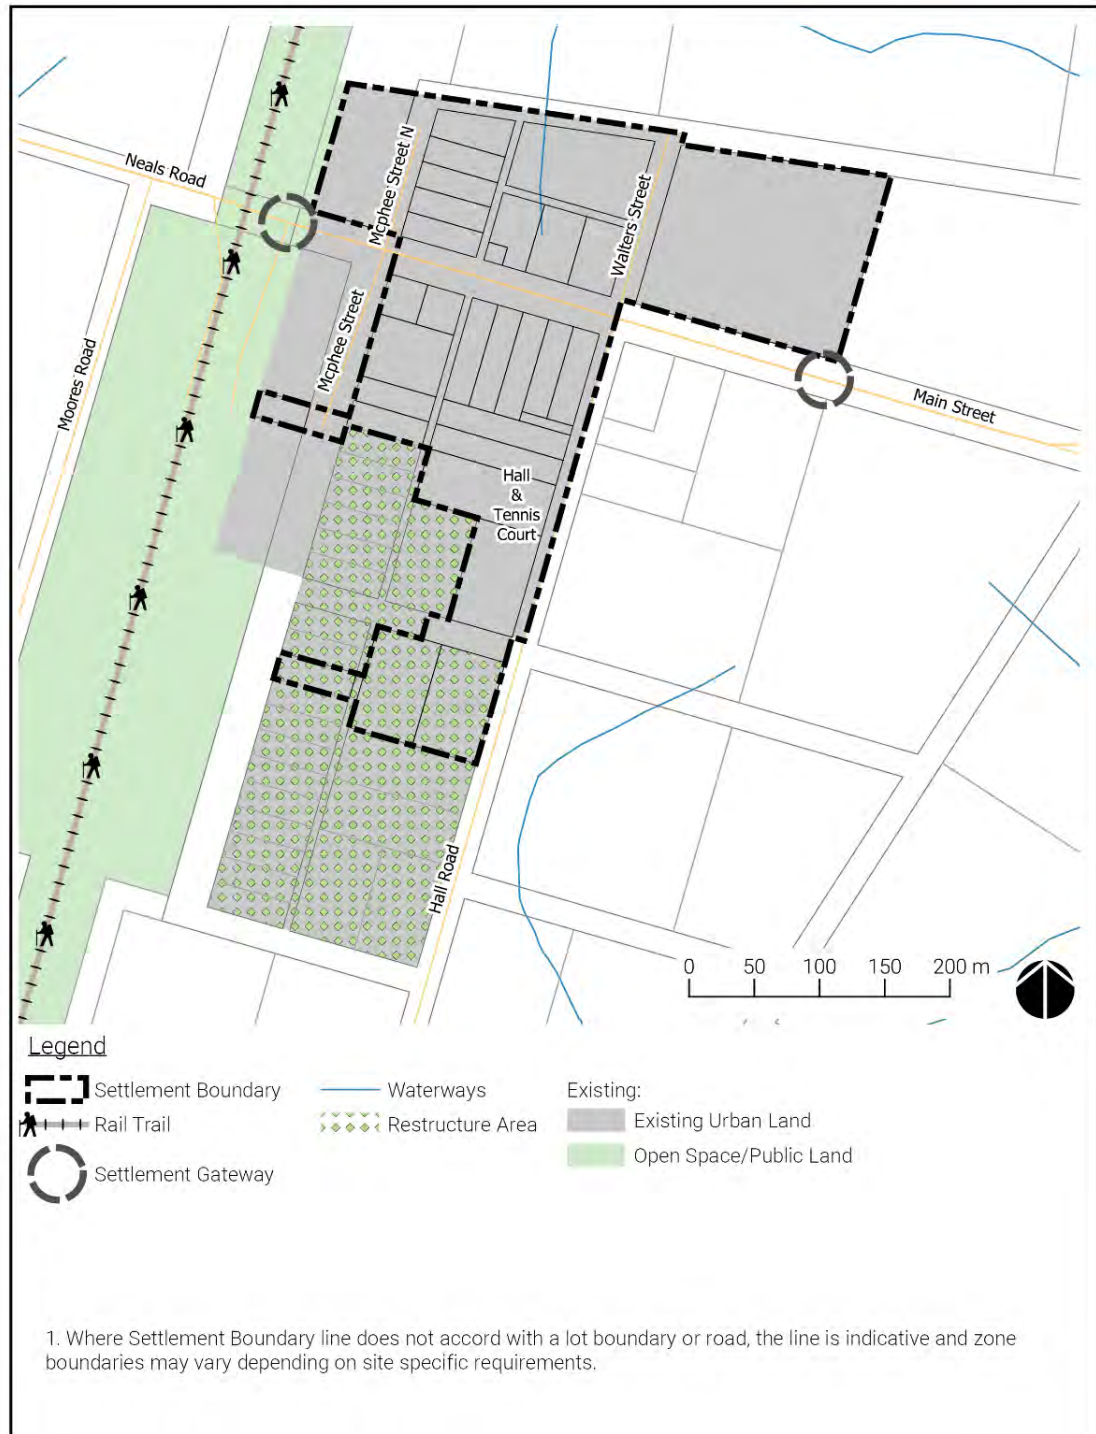 Neals Road
Mcphee Street N
Walters Street
Mcphee Street
Moores Road
Main Street
Hall
&
Tennis
Court
Hall Road
0 50 100 150 200 m
Legend
Settlement Boundary
Rail Trail
Settlement Gateway
Waterways
Restructure Area
Existing:
Existing Urban Land
Open Space/Public Land
1. Where Settlement Boundary line does not accord with a lot boundary or road, the line is indicative and zone
boundaries may vary depending on site specific requirements.